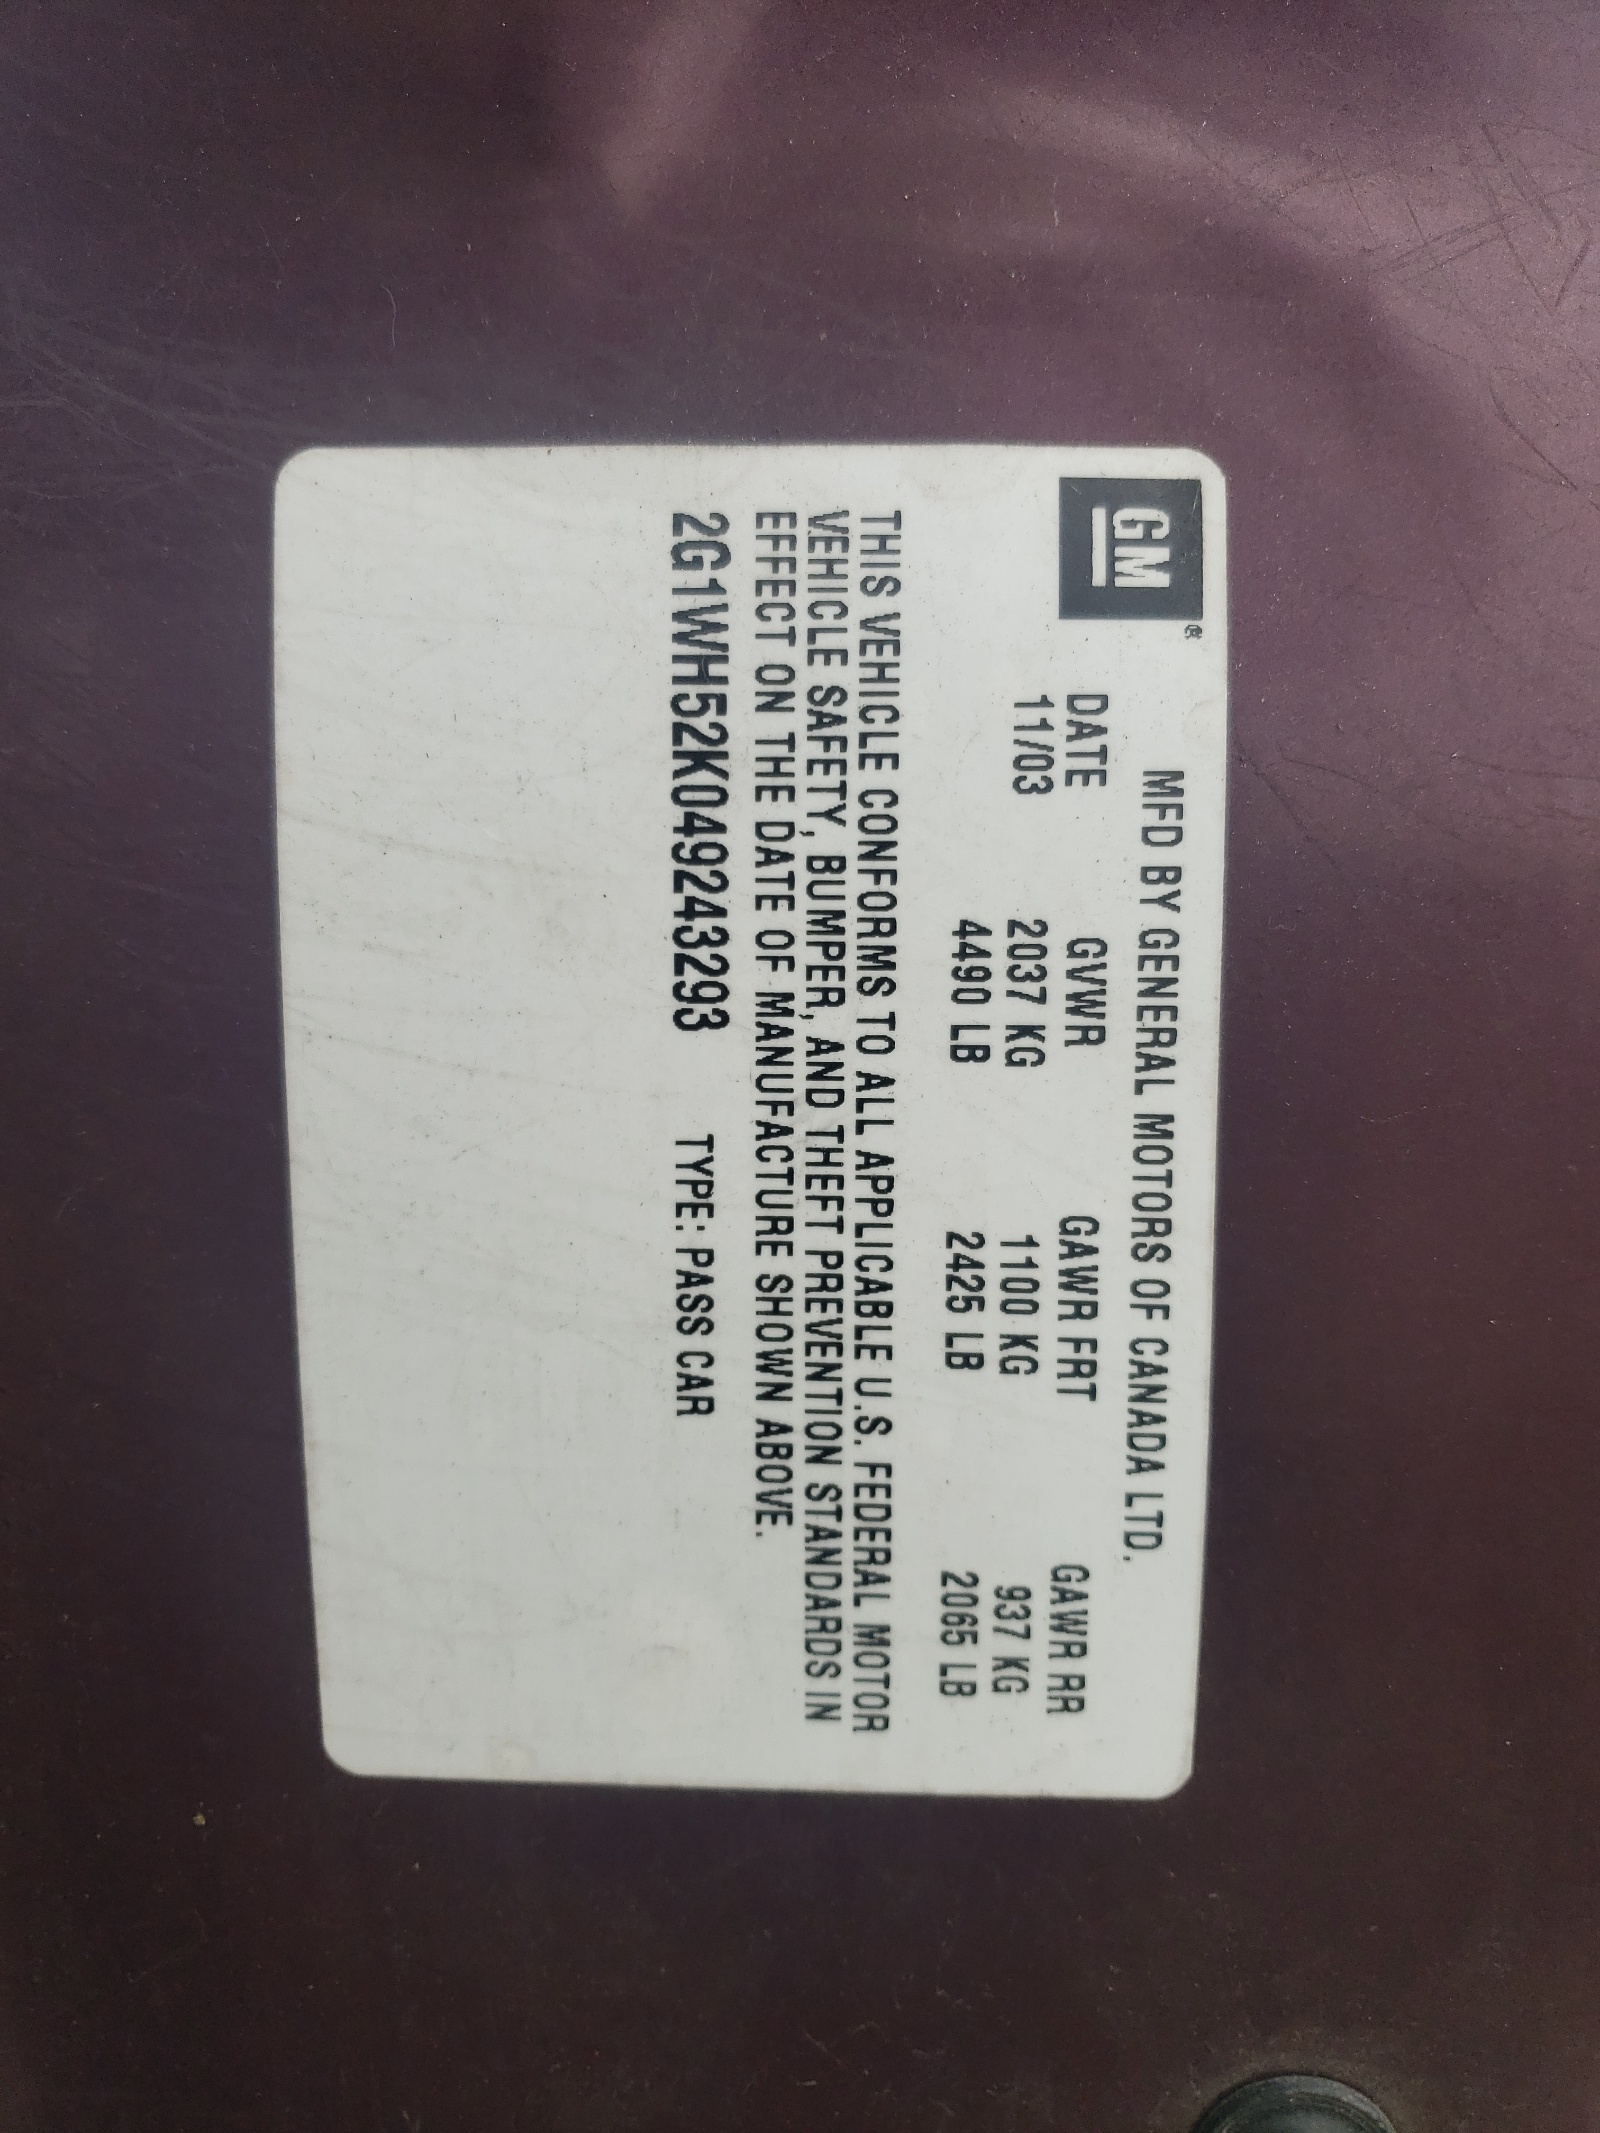 GM®
MFD BY GENERAL MOTORS OF CANADA LTD.
DATE GVWR GAWR FRT GAWR RR
11/03 2037 KG 1100 KG 937 KG
4490 LB 2425 LB 2065 LB
THIS VEHICLE CONFORMS TO ALL APPLICABLE U.S. FEDERAL MOTOR
VEHICLE SAFETY, BUMPER, AND THEFT PREVENTION STANDARDS IN
EFFECT ON THE DATE OF MANUFACTURE SHOWN ABOVE.
2G1WH52K049243293 TYPE: PASS CAR